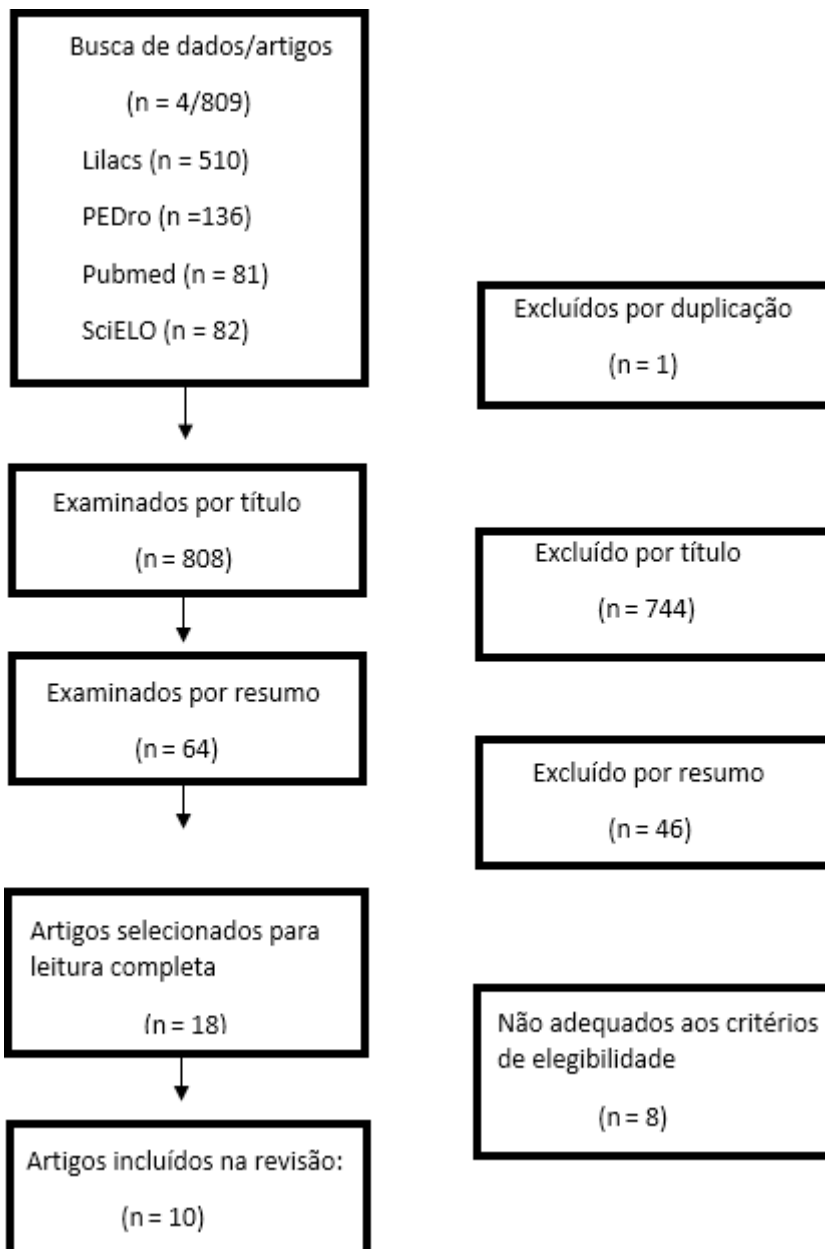 Busca de dados/artigos
(n = 4/809)
Lilacs (n = 510)
PEDro (n =136)
Pubmed (n = 81)
SciELO (n = 82)
Excluídos por duplicação
(n = 1)
Examinados por título
(n = 808)
Excluído por título
(n = 744)
Examinados por resumo
(n = 64)
Excluído por resumo
(n = 46)
Artigos selecionados para
leitura completa
(n = 18)
Não adequados aos critérios
de elegibilidade
(n = 8)
Artigos incluídos na revisão:
(n = 10)